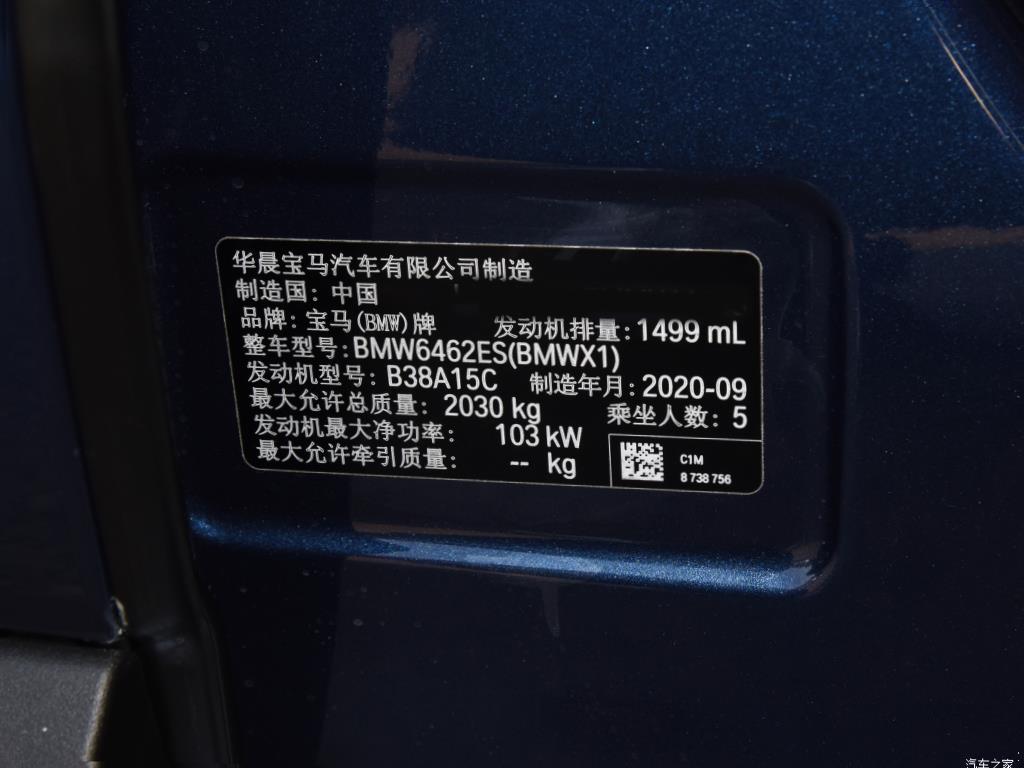 华晨宝马汽车有限公司制造
制造国：中国
品牌：宝马(BMW)牌 发动机排量：1499 mL
整车型号：BMW6462ES(BMWX1)
发动机型号：B38A15C 制造年月：2020-09
最大允许总质量：2030 kg 乘坐人数：5
发动机最大净功率：103 kW
最大允许牵引质量：-- kg
C1M
8 738 756
汽车之家